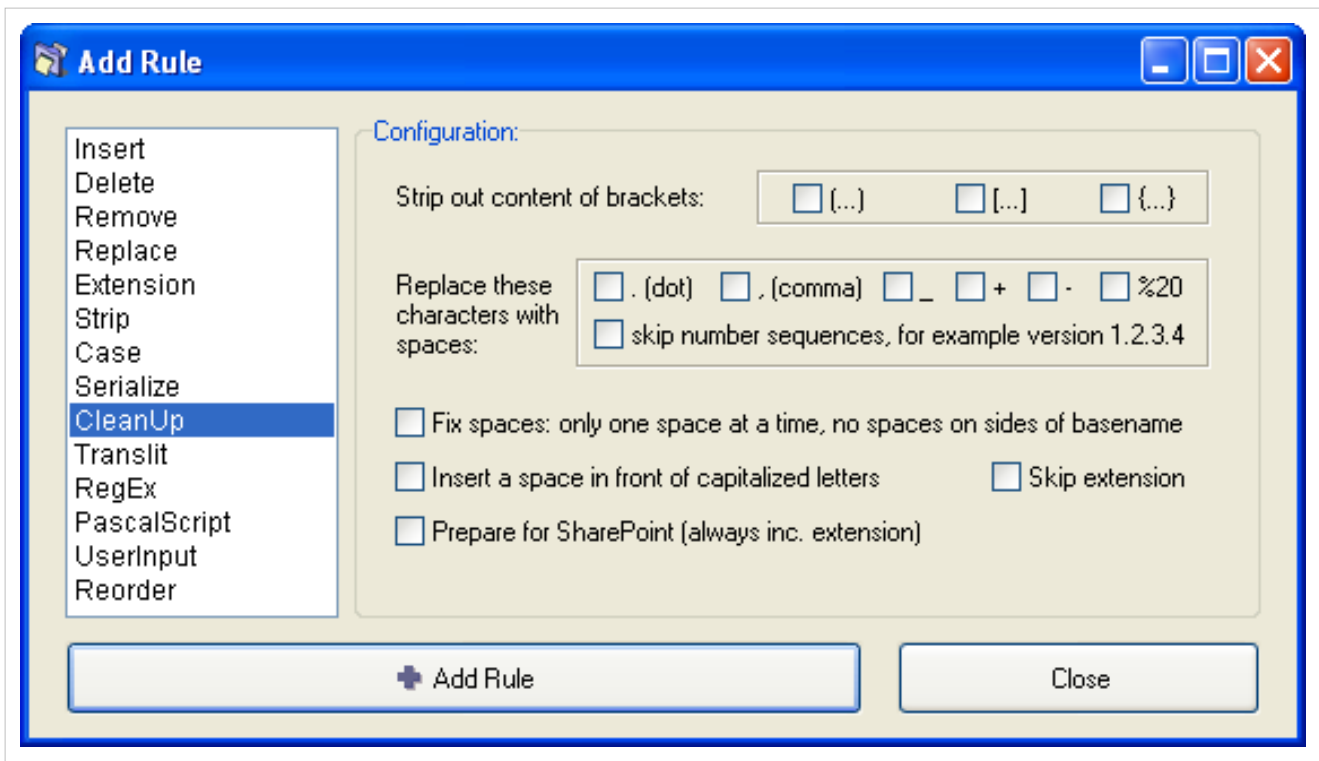 Add Rule
Insert
Delete
Remove
Replace
Extension
Strip
Case
Serialize
CleanUp
Translit
RegEx
PascalScript
UserInput
Reorder
Configuration:
Strip out content of brackets: (...) [...] {...}
Replace these
characters with
spaces:
. (dot) , (comma) _ + - %20
skip number sequences, for example version 1.2.3.4
Fix spaces: only one space at a time, no spaces on sides of basename
Insert a space in front of capitalized letters Skip extension
Prepare for SharePoint (always inc. extension)
Add Rule Close